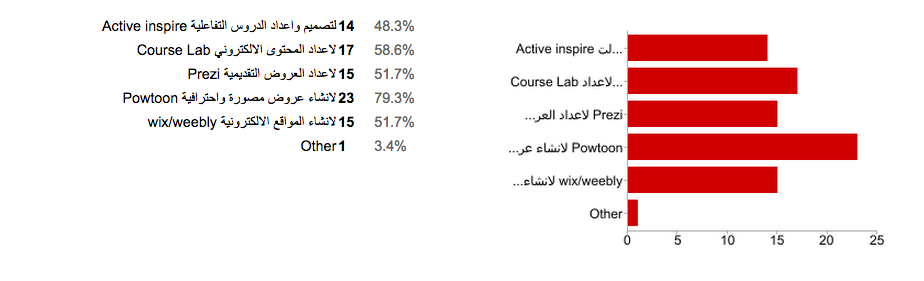 Active inspire لتصميم واعداد الدروس التفاعلية 14 48.3%
Course Lab لاعداد المحتوى الالكتروني 17 58.6%
Prezi لاعداد العروض التقديمية 15 51.7%
Powtoon لانشاء عروض مصورة واحترافية 23 79.3%
wix/weebly لانشاء المواقع الالكترونية 15 51.7%
Other 1 3.4%
Active inspire لت...
Course Lab لاعداد...
Prezi لاعداد العر...
Powtoon لانشاء عر...
wix/weebly لانشاء...
Other
0 5 10 15 20 25